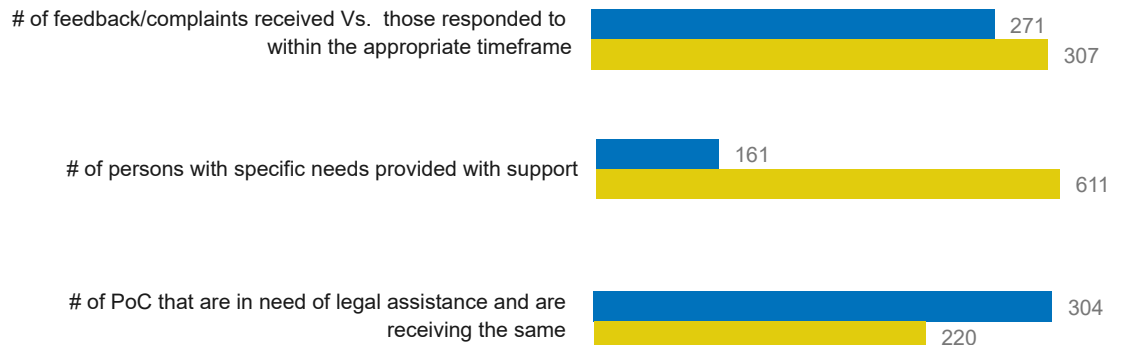 # of feedback/complaints received Vs. those responded to
within the appropriate timeframe
271
307
# of persons with specific needs provided with support
161
611
# of PoC that are in need of legal assistance and are
receiving the same
304
220